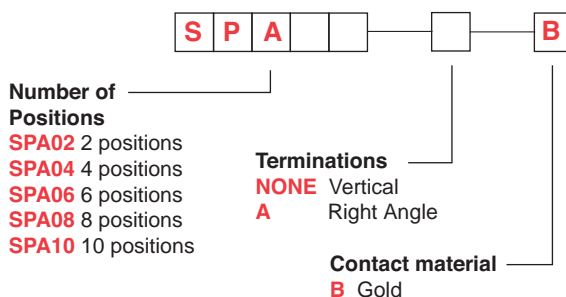 S P A B
Number of
Positions
SPA02 2 positions
SPA04 4 positions
SPA06 6 positions
SPA08 8 positions
SPA10 10 positions
Terminations
NONE Vertical
A Right Angle
Contact material
B Gold